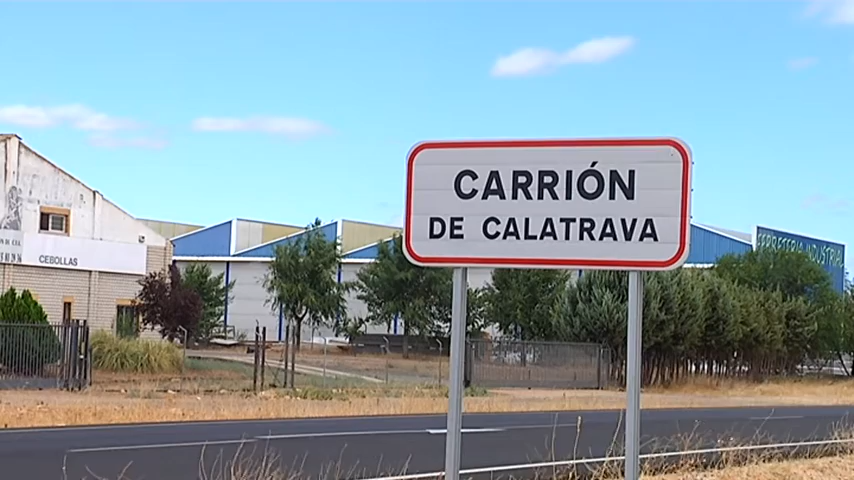 CARRIÓN
DE CALATRAVA
CEBOLLAS
FERRETERIA INDUSTRIAL